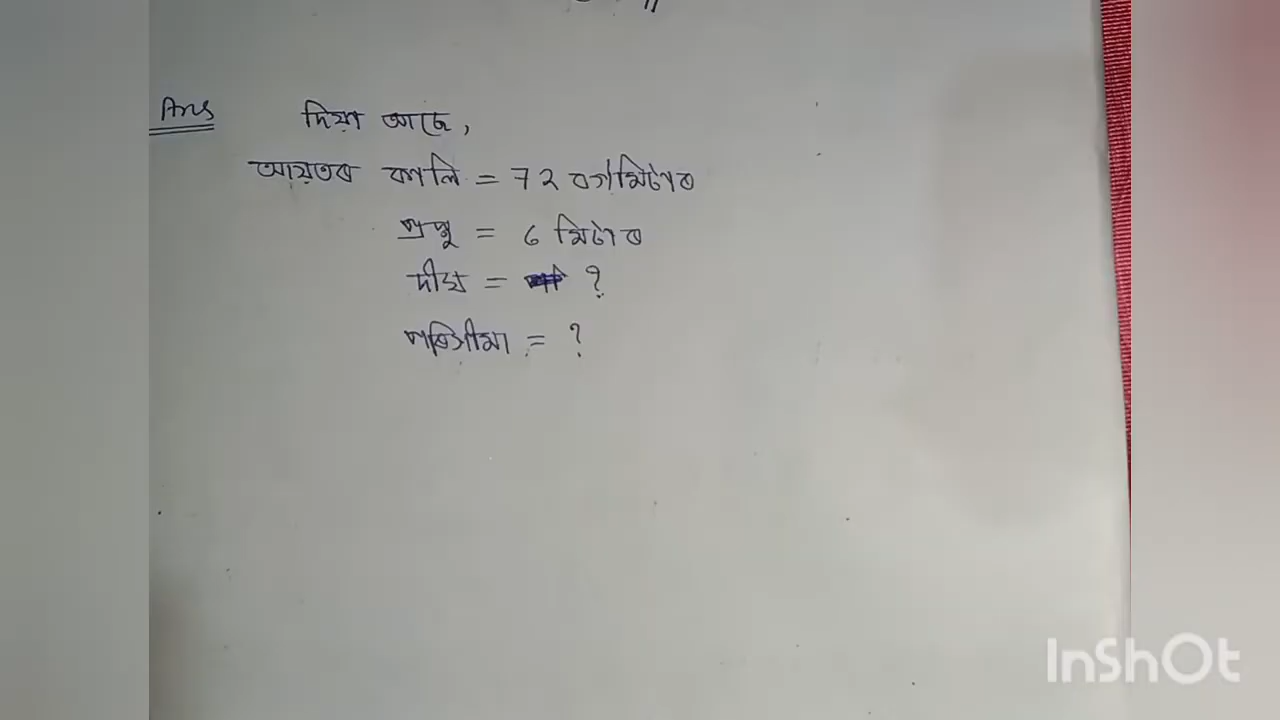 Ans
দিয়া আছে,
আয়তৰ কালি = 72 বৰ্গমিটাৰ
প্ৰস্থ = 6 মিটাৰ
দীঘ = ?
পৰিসীমা = ?
InShOt